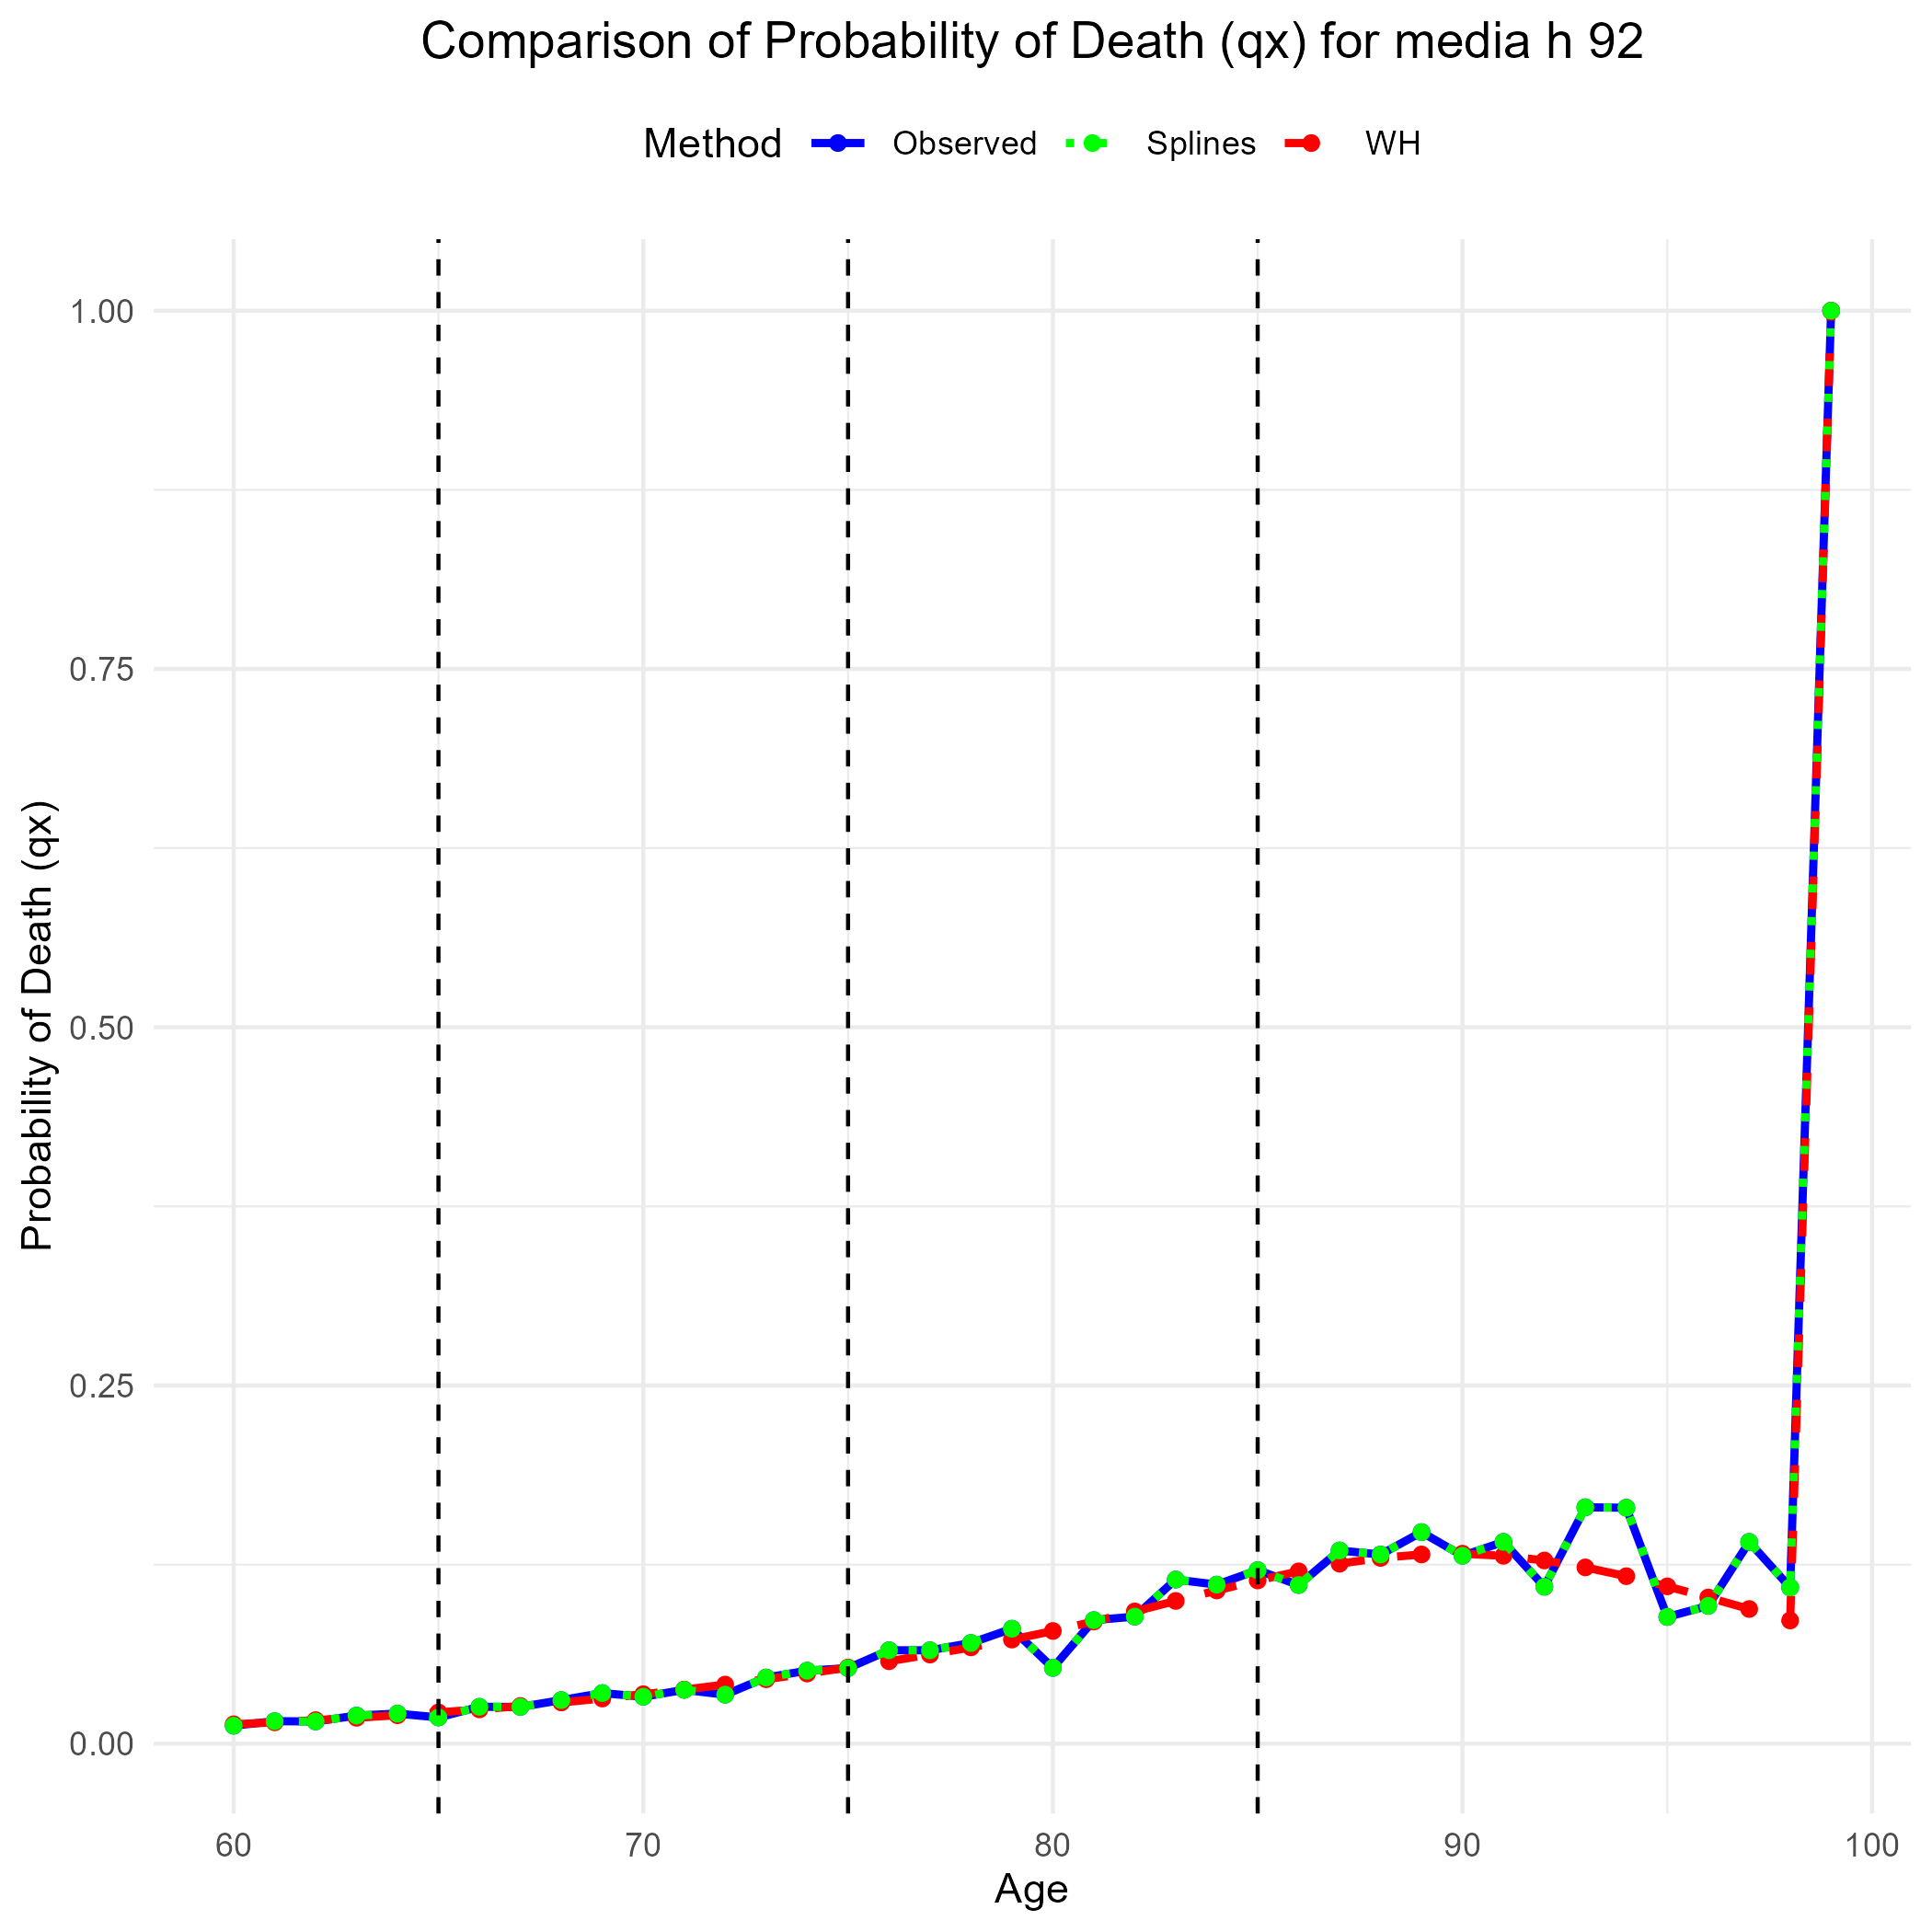 Comparison of Probability of Death (qx) for media h 92
Method Observed Splines WH
1.00
0.75
0.50
0.25
0.00
Probability of Death (qx)
60 70 80 90 100
Age